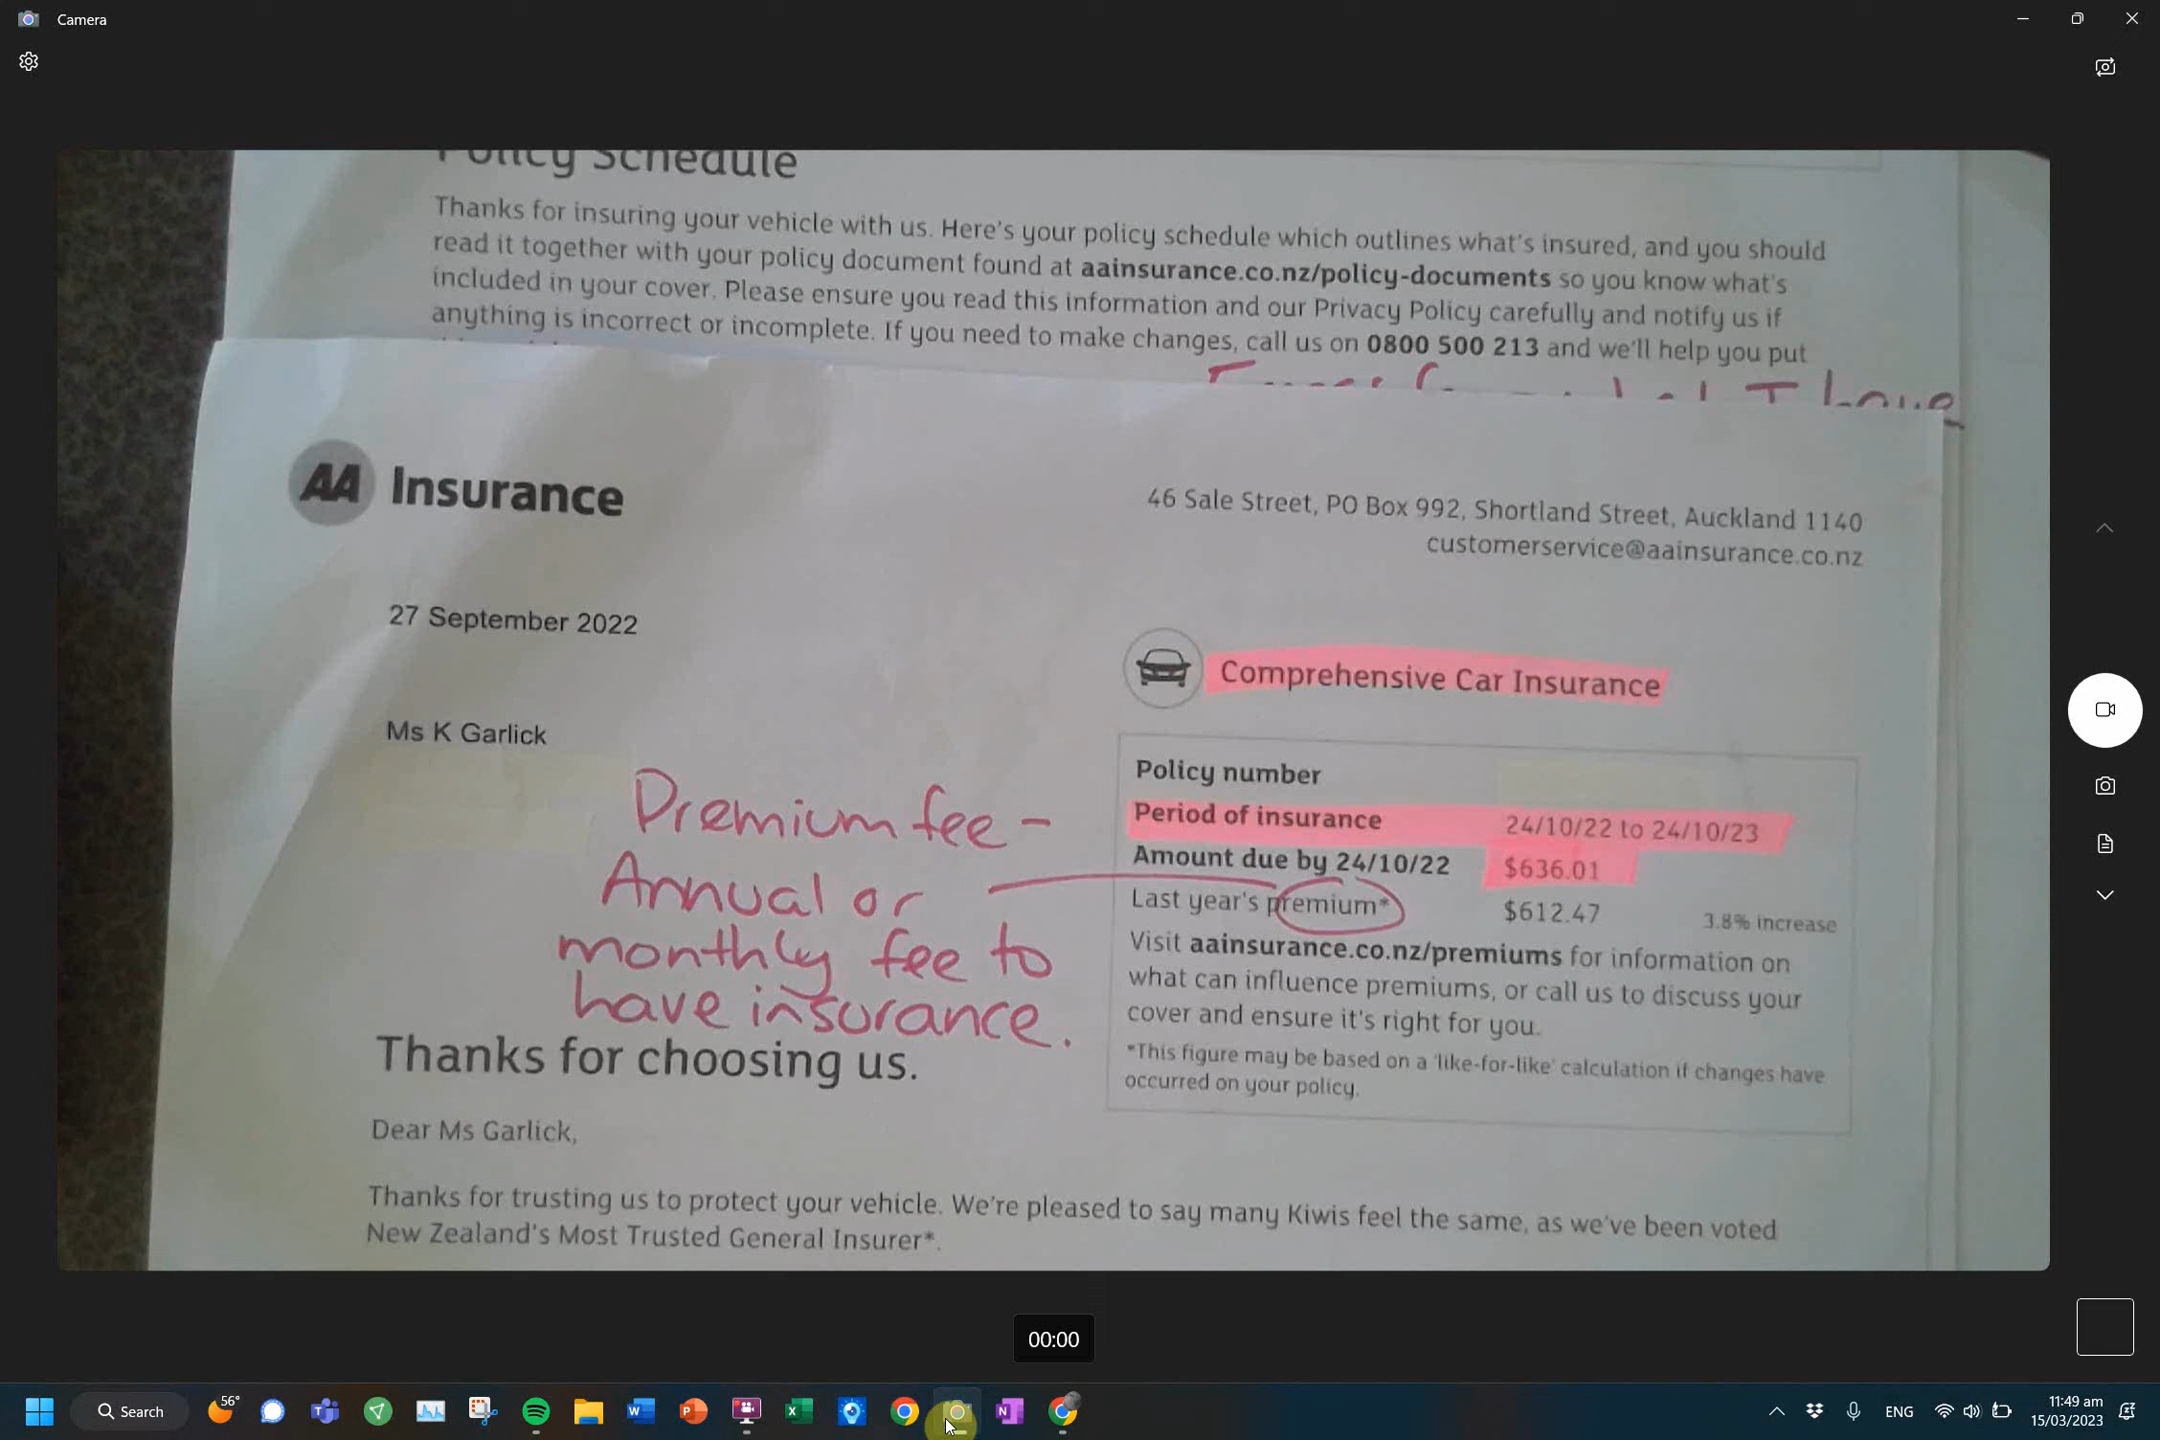 Camera
Policy Schedule
Thanks for insuring your vehicle with us. Here's your policy schedule which outlines what's insured, and you should
read it together with your policy document found at aainsurance.co.nz/policy-documents so you know what's
included in your cover. Please ensure you read this information and our Privacy Policy carefully and notify us if
anything is incorrect or incomplete. If you need to make changes, call us on 0800 500 213 and we'll help you put
I have
AA Insurance
46 Sale Street, PO Box 992, Shortland Street, Auckland 1140
customerservice@aainsurance.co.nz
27 September 2022
Comprehensive Car Insurance
Ms K Garlick
Premium fee -
Annual or
monthly fee to
have insurance.
Policy number
Period of insurance 24/10/22 to 24/10/23
Amount due by 24/10/22 $636.01
Last year's premium* $612.47 3.8% increase
Visit aainsurance.co.nz/premiums for information on
what can influence premiums, or call us to discuss your
cover and ensure it's right for you.
*This figure may be based on a 'like-for-like' calculation if changes have
occurred on your policy.
Thanks for choosing us.
Dear Ms Garlick,
Thanks for trusting us to protect your vehicle. We're pleased to say many Kiwis feel the same, as we've been voted
New Zealand's Most Trusted General Insurer*.
00:00
Search
56°
ENG
11:49 am
15/03/2023